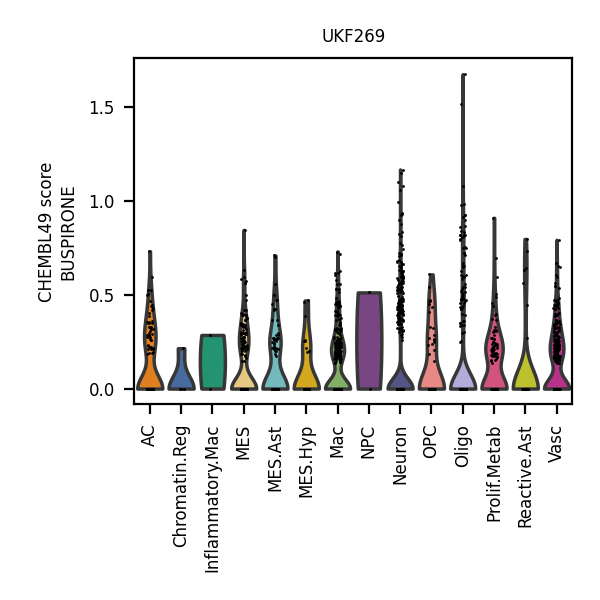 UKF269
CHEMBL49 score
BUSPIRONE
1.5
1.0
0.5
0.0
AC
Chromatin.Reg
Inflammatory.Mac
MES
MES.Ast
MES.Hyp
Mac
NPC
Neuron
OPC
Oligo
Prolif.Metab
Reactive.Ast
Vasc